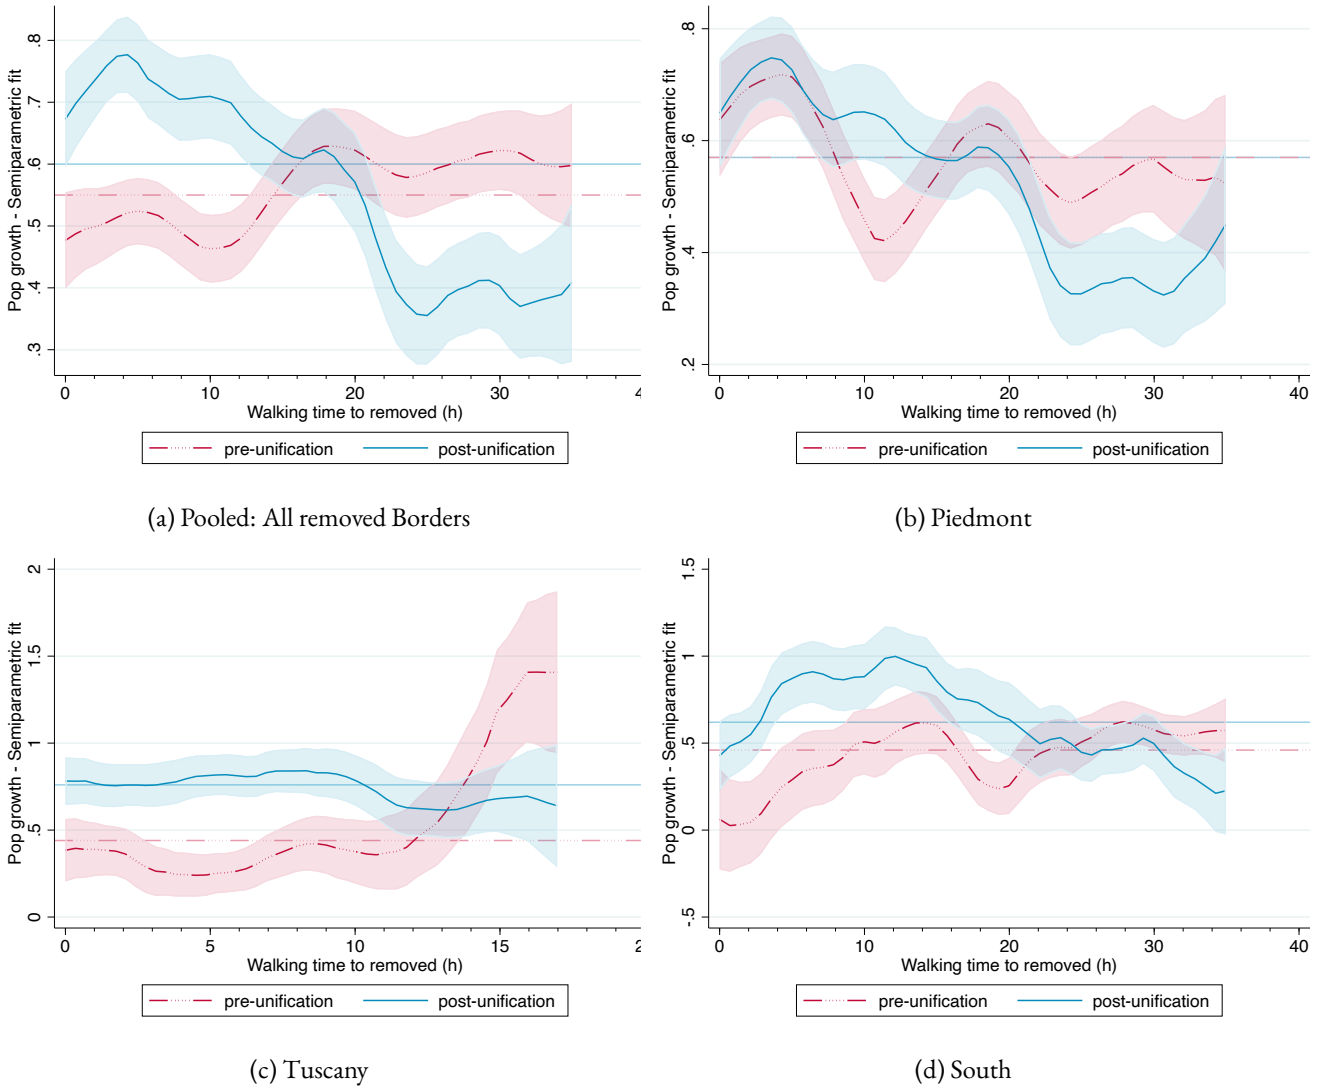 Pop growth - Semiparametric fit
.8
.7
.6
.5
.4
.3
0
10
20
30
4
Walking time to removed (h)
pre-unification
post-unification
(a) Pooled: All removed Borders
Pop growth - Semiparametric fit
.8
.6
.4
.2
0
10
20
30
40
Walking time to removed (h)
pre-unification
post-unification
(b) Piedmont
Pop growth - Semiparametric fit
2
1.5
1
.5
0
0
5
10
15
2
Walking time to removed (h)
pre-unification
post-unification
(c) Tuscany
Pop growth - Semiparametric fit
1.5
1
.5
0
-.5
0
10
20
30
40
Walking time to removed (h)
pre-unification
post-unification
(d) South